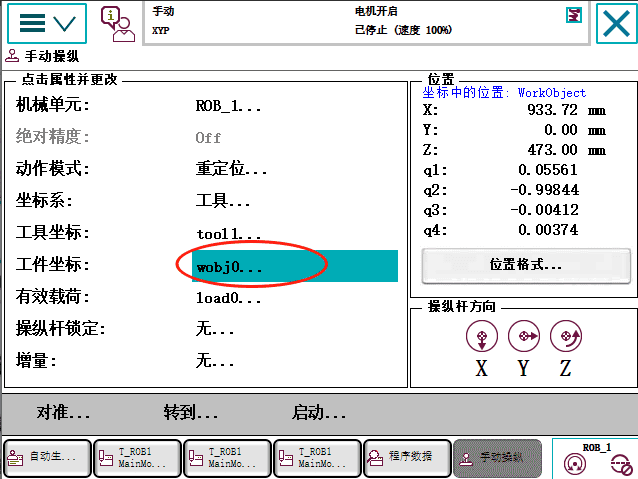 手动
XYP
电机开启
已停止 (速度 100%)
手动操纵
点击属性并更改
机械单元: ROB_1...
绝对精度: Off
动作模式: 重定位...
坐标系: 工具...
工具坐标: tool1...
工件坐标: wobj0...
有效载荷: load0...
操纵杆锁定: 无...
增量: 无...
位置
坐标中的位置: WorkObject
X: 933.72 mm
Y: 0.00 mm
Z: 473.00 mm
q1: 0.05561
q2: -0.99844
q3: -0.00412
q4: 0.00374
位置格式...
操纵杆方向
X Y Z
对准... 转到... 启动...
自动生...
T_ROB1
MainMo...
T_ROB1
MainMo...
T_ROB1
MainMo...
程序数据
手动操纵
ROB_1